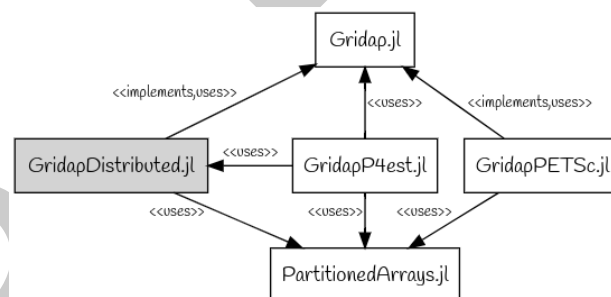 Gridap.jl
<<implements,uses>>
<<uses>>
<<implements,uses>>
GridapDistributed.jl
<<uses>>
GridapP4est.jl
GridapPETSc.jl
<<uses>>
<<uses>>
<<uses>>
PartitionedArrays.jl